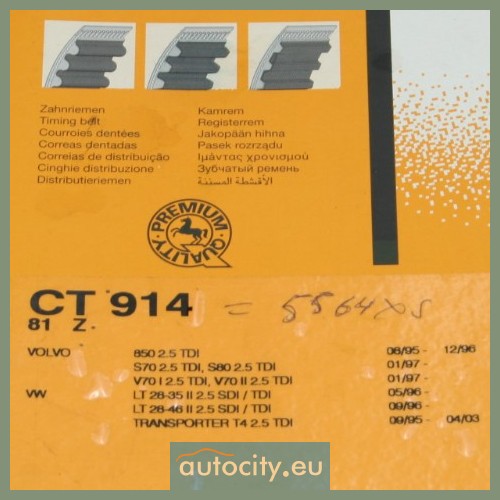 Zahnriemen
Timing belt
Courroies dentées
Correas dentadas
Correias de distribuição
Cinghie distribuzione
Distributieriemen
Kamrem
Registerrem
Jakopään hihna
Pasek rozrządu
Ιμάντας χρονισμού
Зубчатый ремень
الأقشطة المسننة
PREMIUM QUALITY
CT 914 = 5564xs
81 Z
VOLVO 850 2.5 TDI 08/95 - 12/96
S70 2.5 TDI, S80 2.5 TDI 01/97 -
V70 I 2.5 TDI, V70 II 2.5 TDI 01/97 -
VW LT 28-35 II 2.5 SDI / TDI 05/96 -
LT 28-46 II 2.5 SDI / TDI 09/96 -
TRANSPORTER T4 2.5 TDI 09/95 - 04/03
autocity.eu